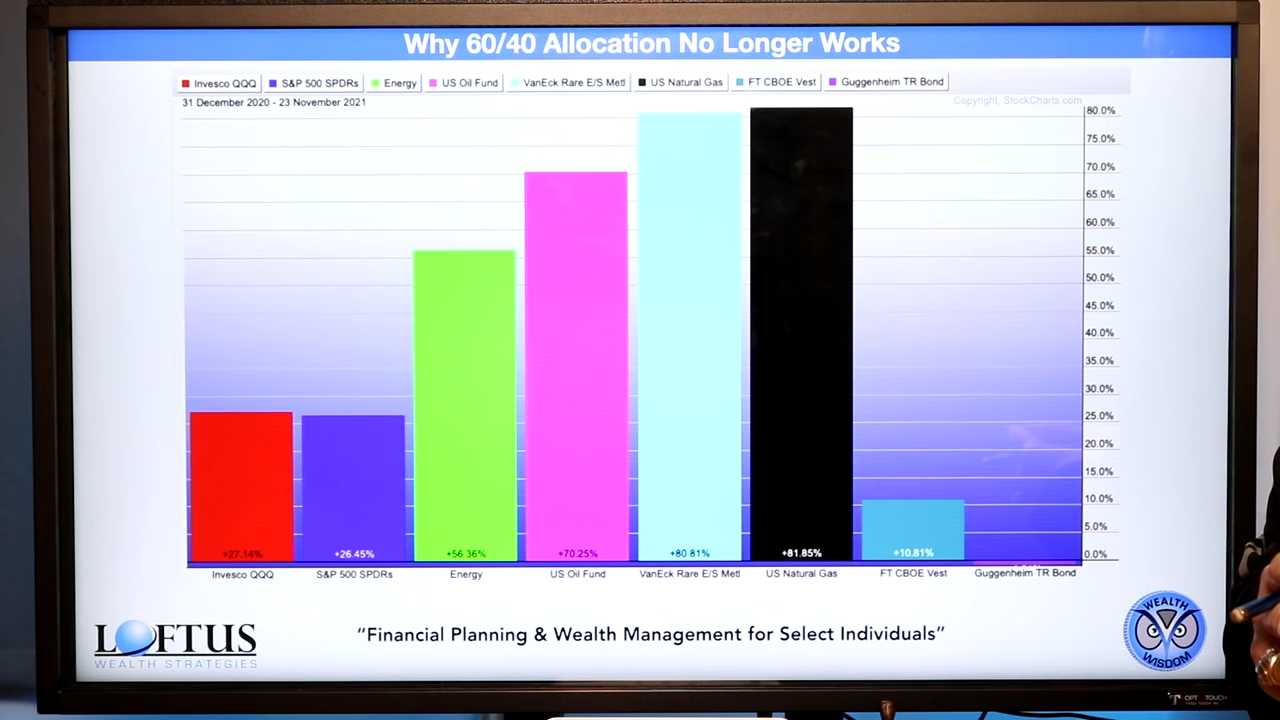 Why 60/40 Allocation No Longer Works
Invesco QQQ S&P 500 SPDRs Energy US Oil Fund VanEck Rare E/S Metl US Natural Gas FT CBOE Vest Guggenheim TR Bond
31 December 2020 - 23 November 2021
Copyright, StockCharts.com
80.0%
75.0%
70.0%
65.0%
60.0%
55.0%
50.0%
45.0%
40.0%
35.0%
30.0%
25.0%
20.0%
15.0%
10.0%
5.0%
0.0%
+27.14% +26.45% +56.36% +70.25% +80.81% +81.85% +10.81%
Invesco QQQ S&P 500 SPDRs Energy US Oil Fund VanEck Rare E/S Metl US Natural Gas FT CBOE Vest Guggenheim TR Bond
LOFTUS
WEALTH STRATEGIES
“Financial Planning & Wealth Management for Select Individuals”
WEALTH
WISDOM